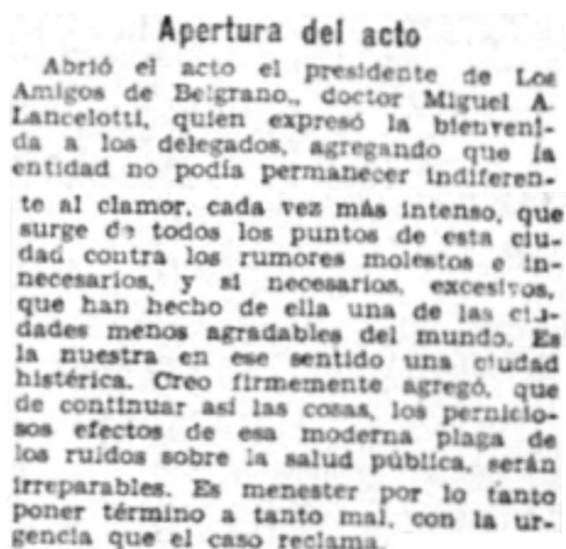 Apertura del acto
Abrió el acto el presidente de Los
Amigos de Belgrano., doctor Miguel A.
Lancelotti, quien expresó la bienveni-
da a los delegados, agregando que la
entidad no podía permanecer indiferen-
te al clamor, cada vez más intenso, que
surge de todos los puntos de esta ciu-
dad contra los rumores molestos e in-
necesarios, y si necesarios, excesivos,
que han hecho de ella una de las ciu-
dades menos agradables del mundo. Es
la nuestra en ese sentido una ciudad
histérica. Creo firmemente agregó, que
de continuar así las cosas, los pernicio-
sos efectos de esa moderna plaga de
los ruidos sobre la salud pública, serán
irreparables. Es menester por lo tanto
poner término a tanto mal, con la ur-
gencia que el caso reclama.